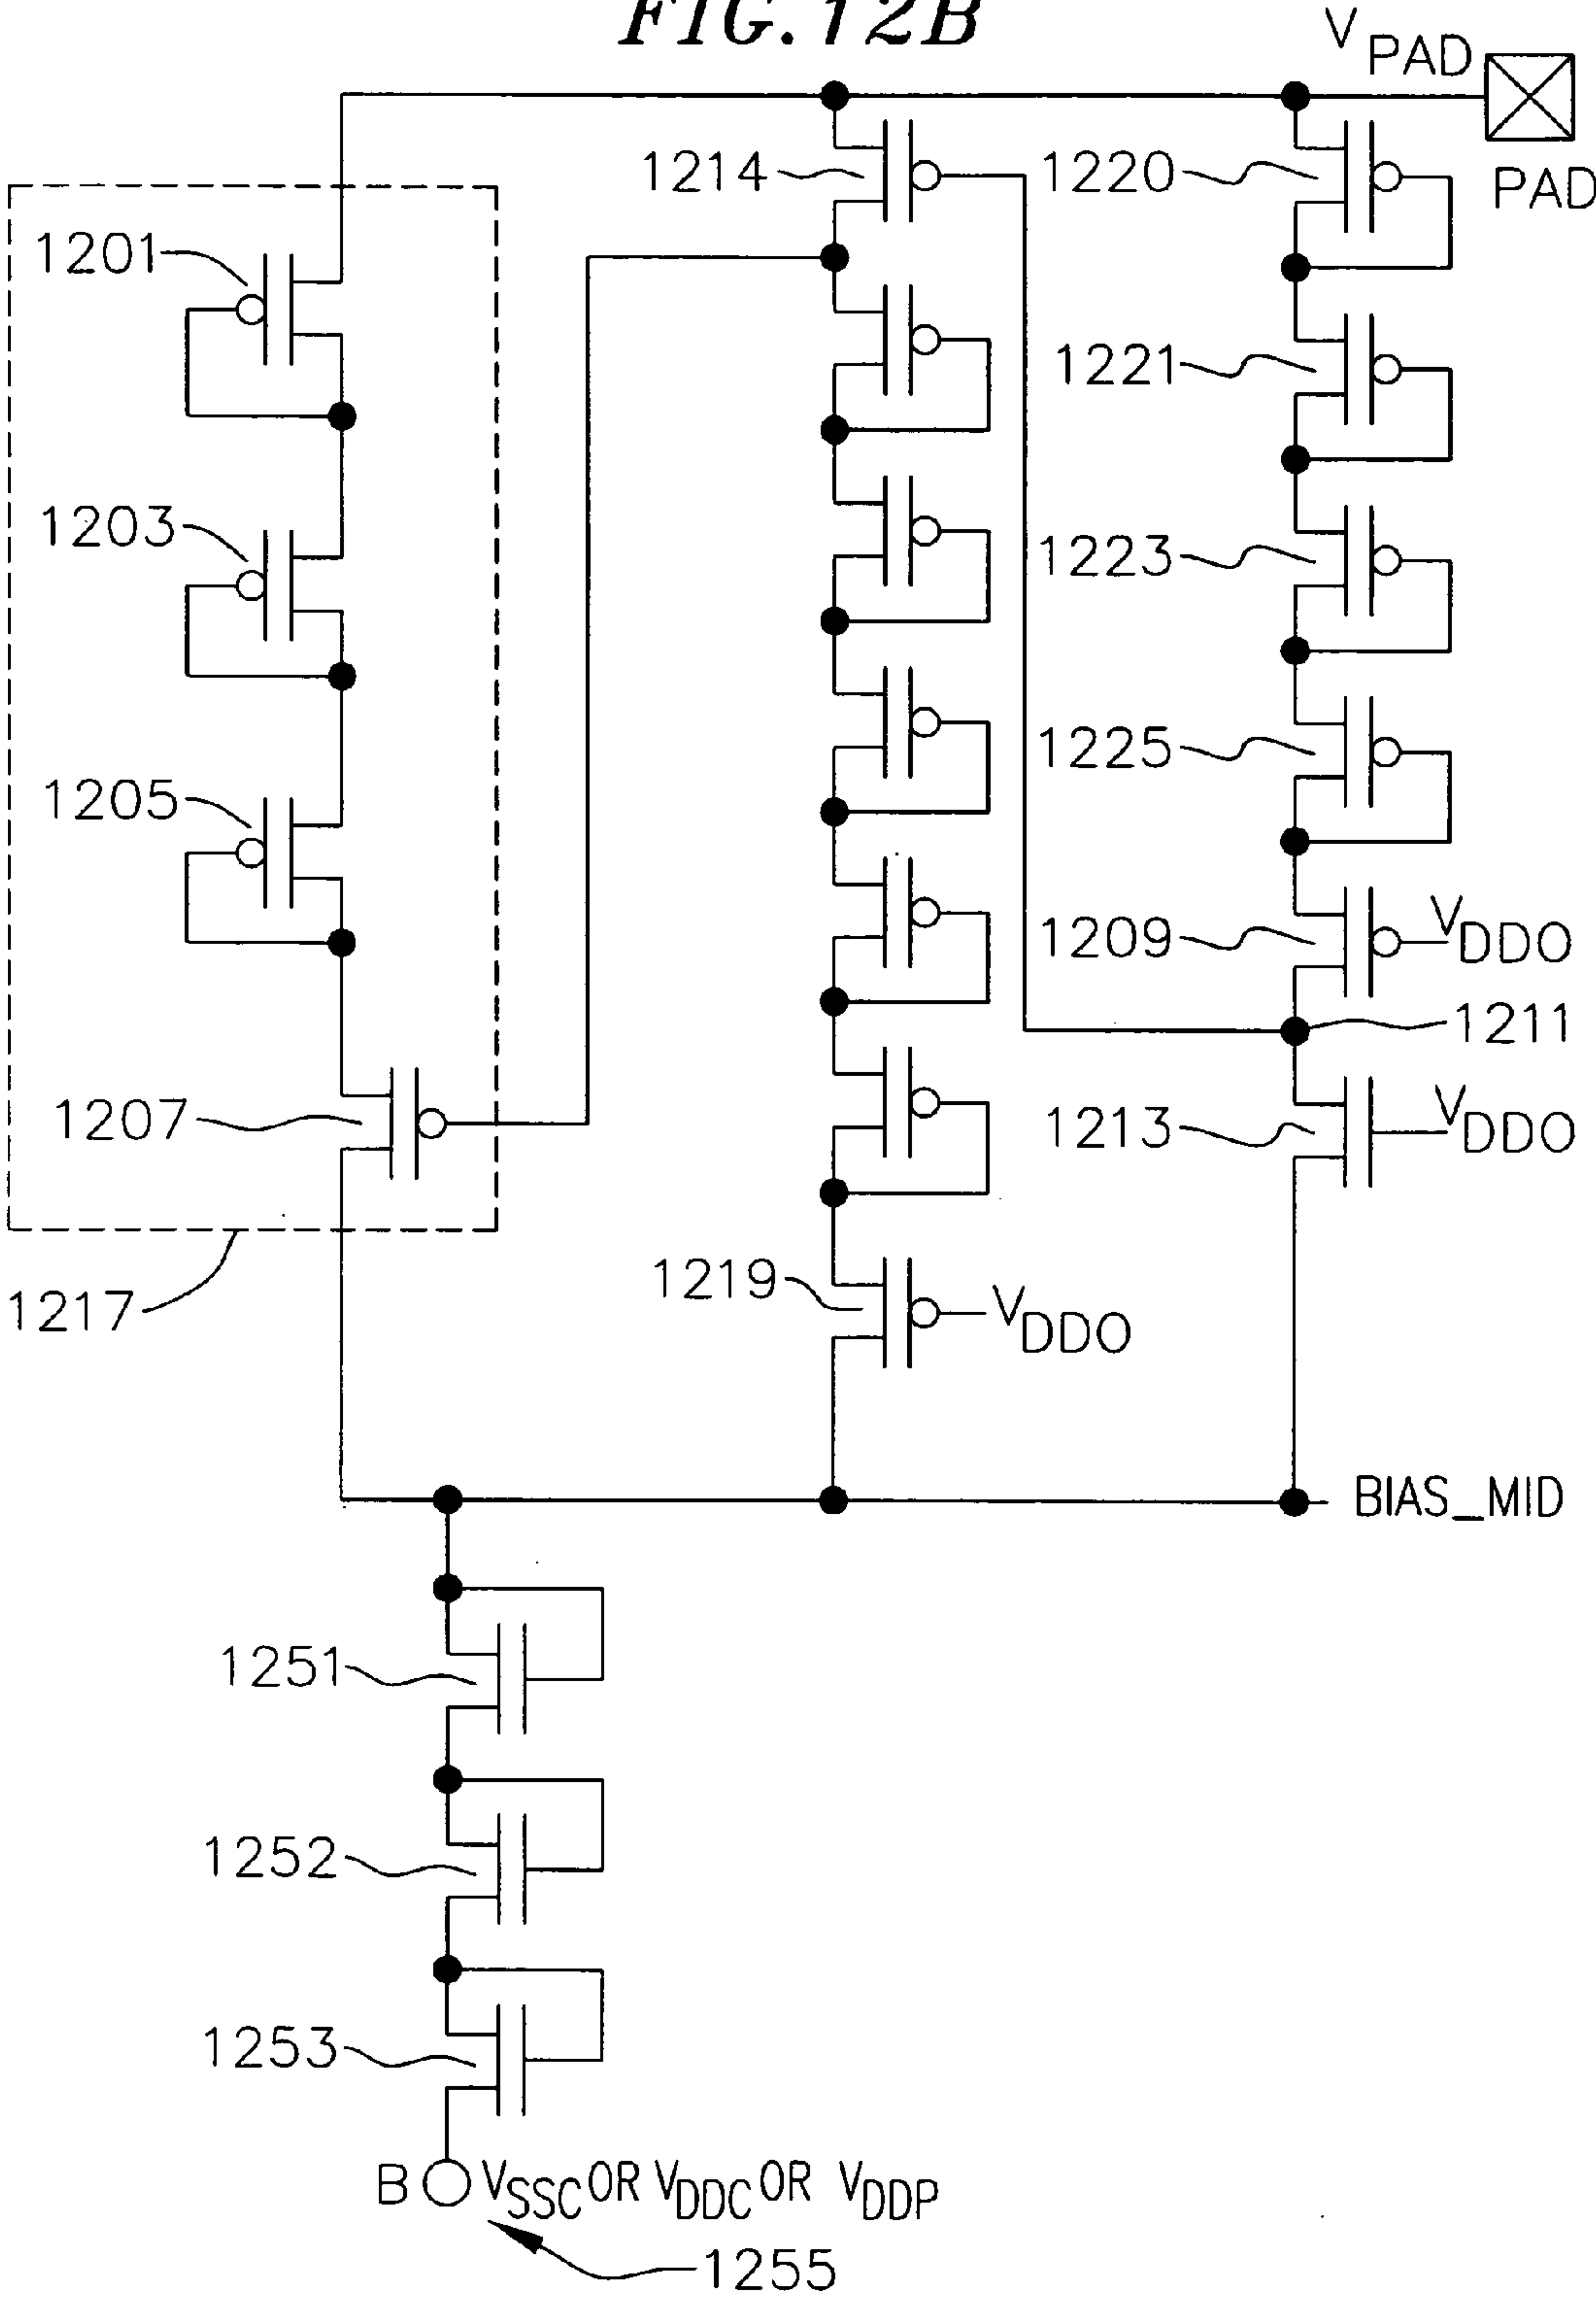 FIG. 12B
V PAD
PAD
1214
1220
1201
1221
1203
1223
1225
1205
1209
VDDO
1211
1207
1213
VDDO
1219
VDDO
1217
BIAS_MID
1251
1252
1253
B VSSC OR VDDC OR VDDP
1255